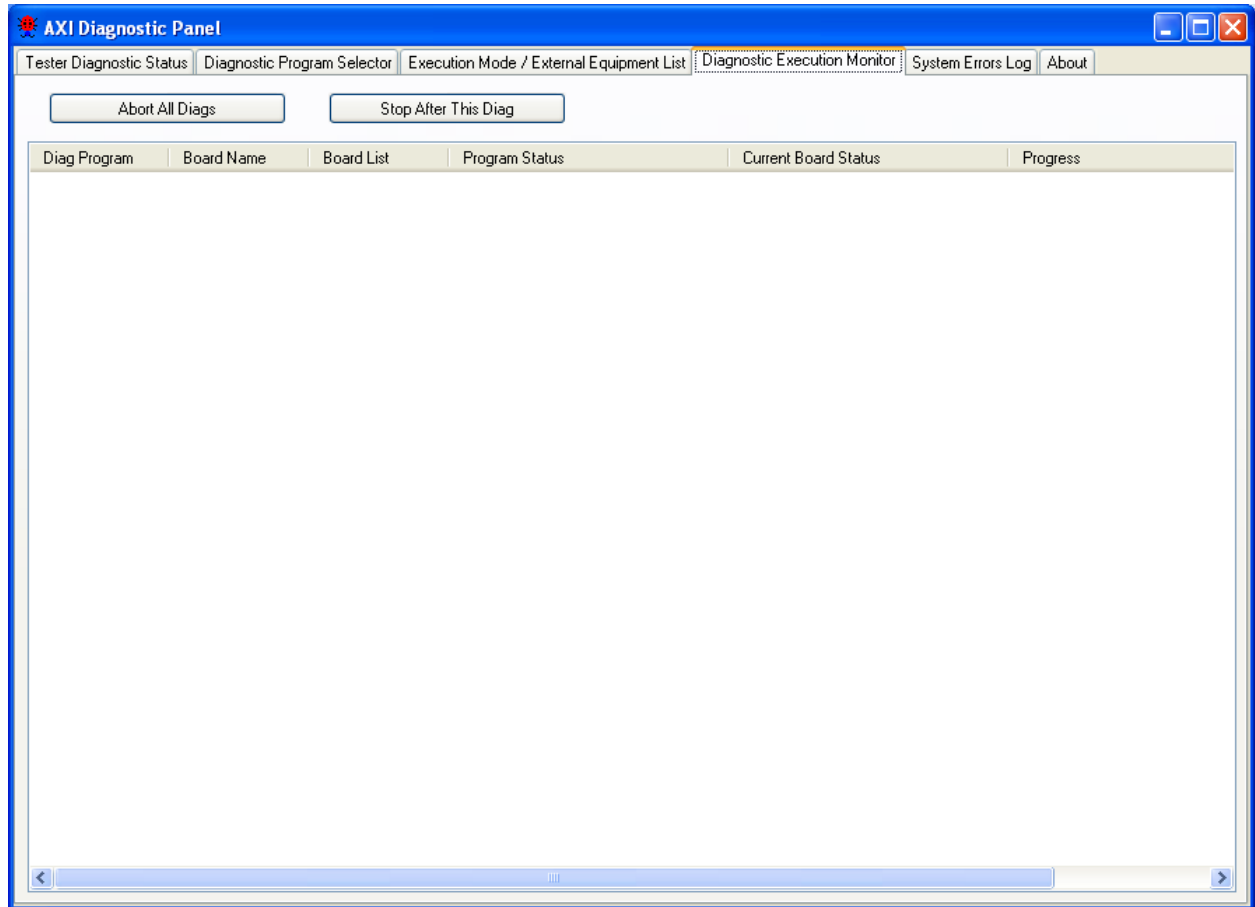 AXI Diagnostic Panel
Tester Diagnostic Status Diagnostic Program Selector Execution Mode / External Equipment List Diagnostic Execution Monitor System Errors Log About
Abort All Diags Stop After This Diag
Diag Program Board Name Board List Program Status Current Board Status Progress